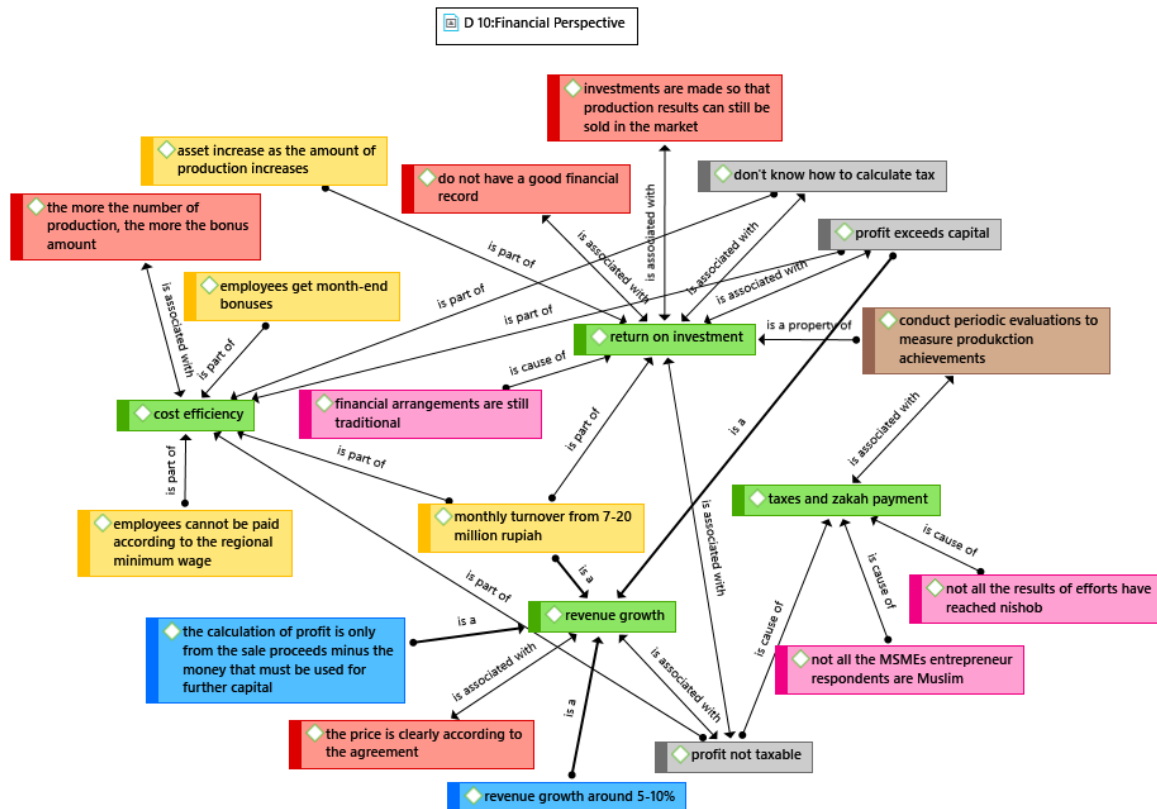 D 10:Financial Perspective
investments are made so that
production results can still be
sold in the market
asset increase as the amount of
production increases
do not have a good financial
record
don't know how to calculate tax
the more the number of
production, the more the bonus
amount
profit exceeds capital
employees get month-end
bonuses
is part of
is associated with
is associated with
is associated with
is associated with
is part of
is part of
is associated with
is part of
return on investment
is a property of
conduct periodic evaluations to
measure produkction
achievements
is cause of
cost efficiency
financial arrangements are still
traditional
is a
is part of
is part of
is part of
is associated with
is associated with
taxes and zakah payment
employees cannot be paid
according to the regional
minimum wage
monthly turnover from 7-20
million rupiah
is cause of
is a
is part of
is cause of
is cause of
not all the results of efforts have
reached nishob
revenue growth
is a
the calculation of profit is only
from the sale proceeds minus the
money that must be used for
further capital
is associated with
is associated with
not all the MSMEs entrepreneur
respondents are Muslim
is a
the price is clearly according to
the agreement
profit not taxable
revenue growth around 5-10%